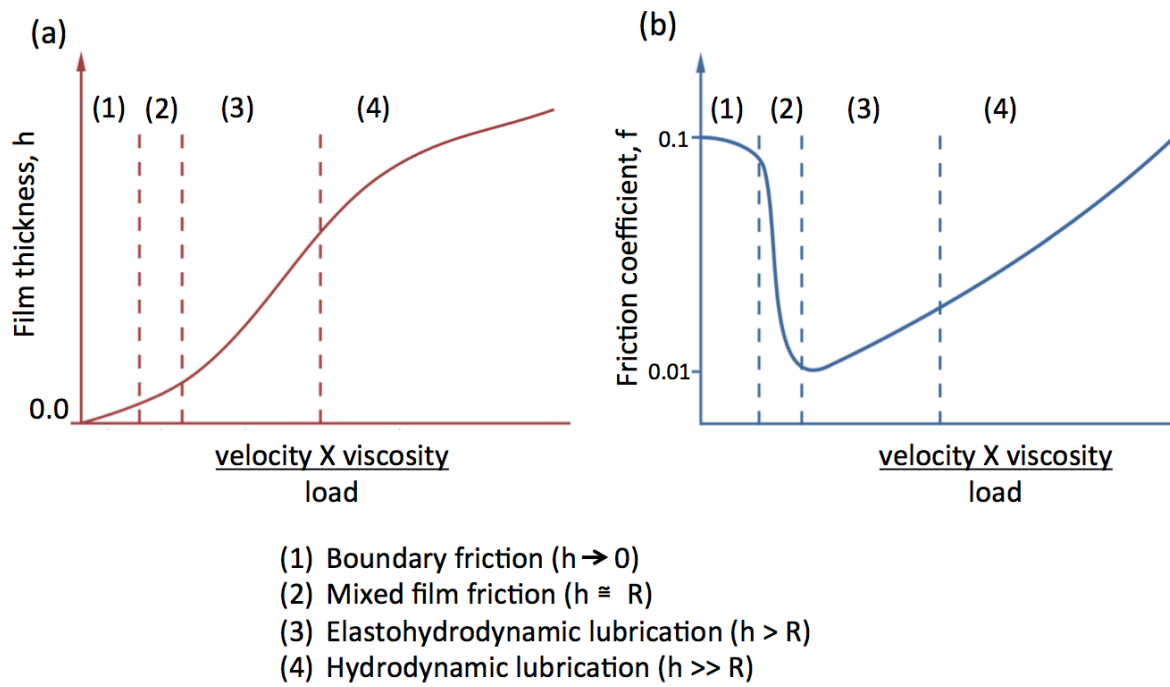 (a)
(1) (2) (3) (4)
Film thickness, h
0.0
velocity X viscosity
load
(b)
(1) (2) (3) (4)
Friction coefficient, f
0.1
0.01
velocity X viscosity
load
(1) Boundary friction (h → 0)
(2) Mixed film friction (h ≅ R)
(3) Elastohydrodynamic lubrication (h > R)
(4) Hydrodynamic lubrication (h >> R)